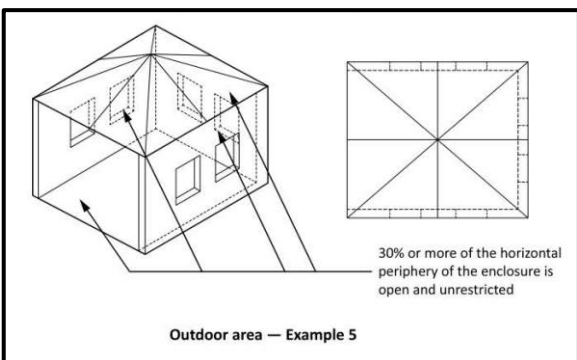 30% or more of the horizontal
periphery of the enclosure is
open and unrestricted
Outdoor area — Example 5